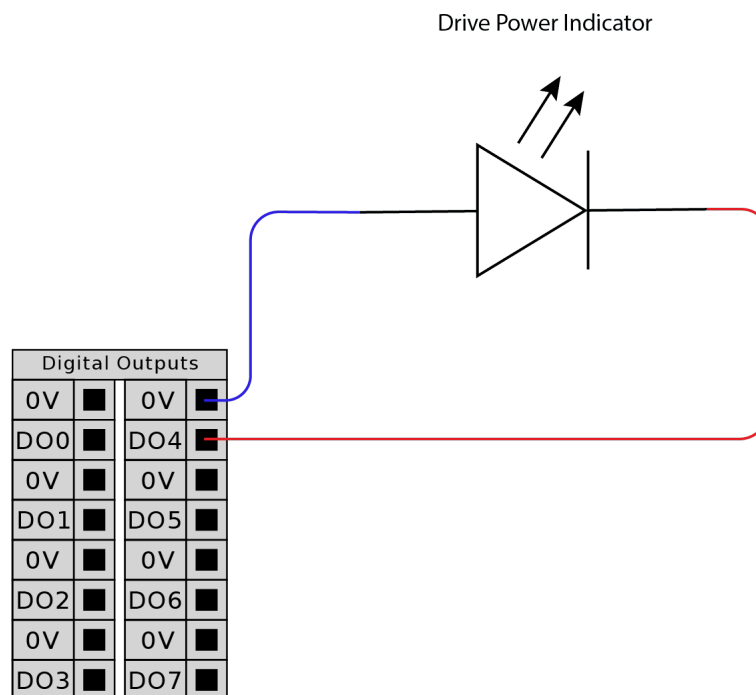 Drive Power Indicator
Digital Outputs
0V 0V
DO0 DO4
0V 0V
DO1 DO5
0V 0V
DO2 DO6
0V 0V
DO3 DO7